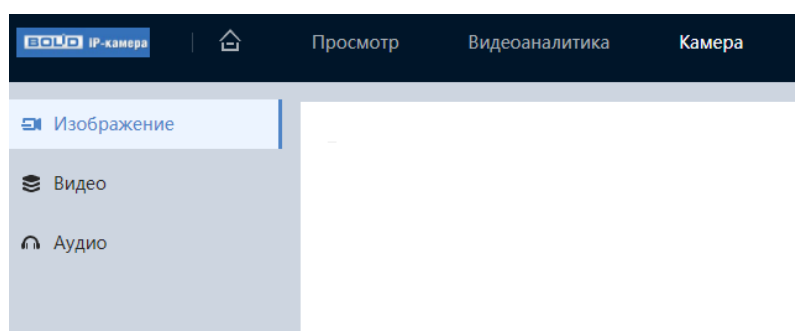 BOLID IP-камера
Просмотр Видеоаналитика Камера
Изображение
Видео
Аудио